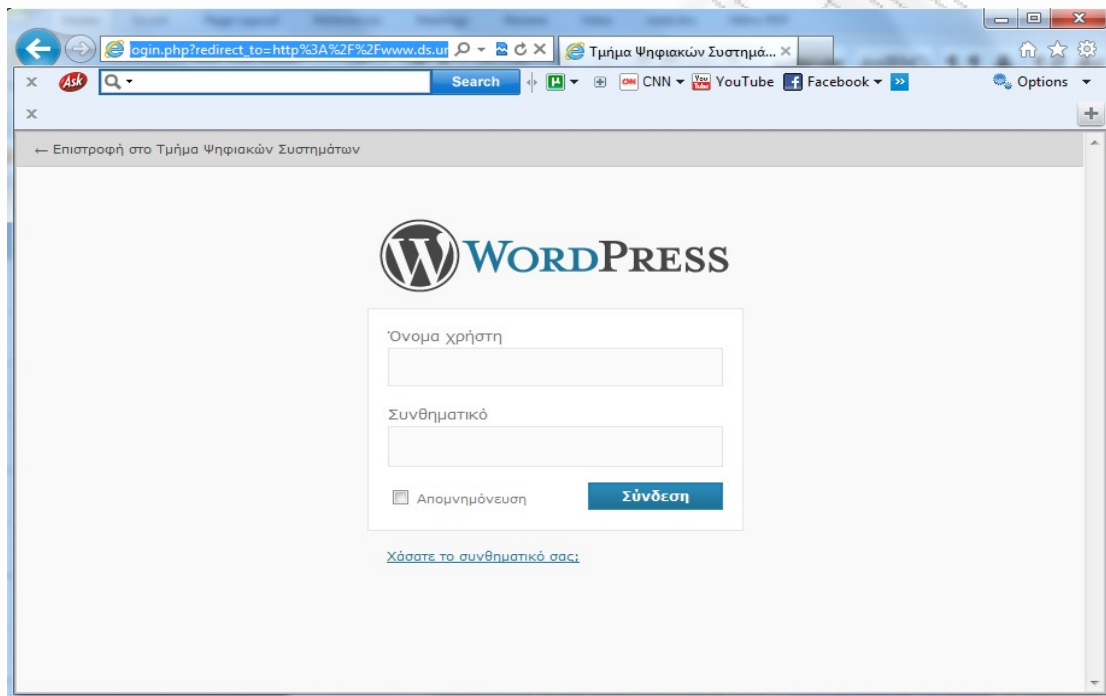 ogin.php?redirect_to=http%3A%2F%2Fwww.ds.ur
Τμήμα Ψηφιακών Συστημά...
Ask
Search
CNN
YouTube
Facebook
Options
← Επιστροφή στο Τμήμα Ψηφιακών Συστημάτων
WORDPRESS
Όνομα χρήστη
Συνθηματικό
Απομνημόνευση
Σύνδεση
Χάσατε το συνθηματικό σας;